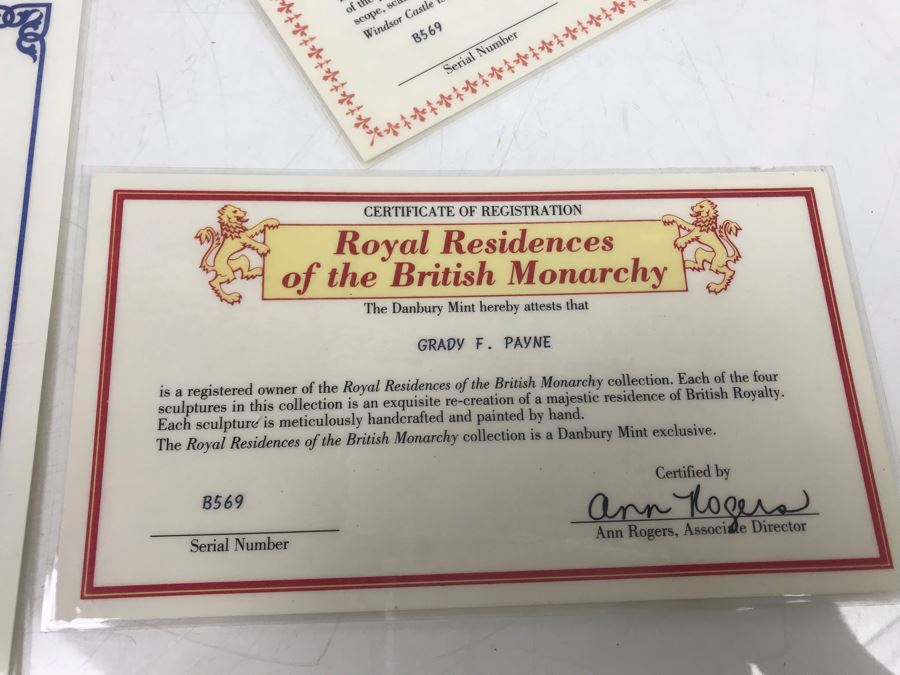 of the
scope, 
Windsor Castle is
B569
Serial Number
CERTIFICATE OF REGISTRATION
Royal Residences
of the British Monarchy
The Danbury Mint hereby attests that
GRADY F. PAYNE
is a registered owner of the Royal Residences of the British Monarchy collection. Each of the four
sculptures in this collection is an exquisite re-creation of a majestic residence of British Royalty.
Each sculpture is meticulously handcrafted and painted by hand.
The Royal Residences of the British Monarchy collection is a Danbury Mint exclusive.
Certified by
B569
Ann Rogers
Serial Number
Ann Rogers, Associate Director